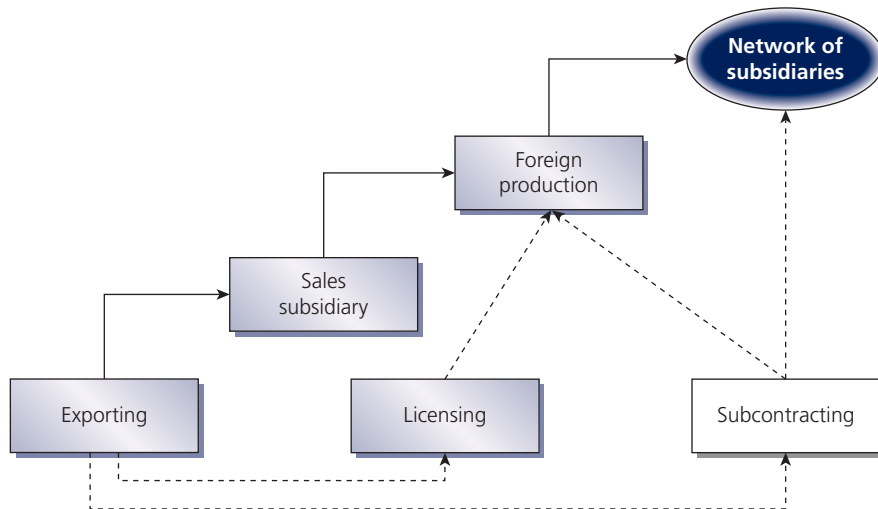 Network of
subsidiaries
Foreign
production
Sales
subsidiary
Exporting
Licensing
Subcontracting